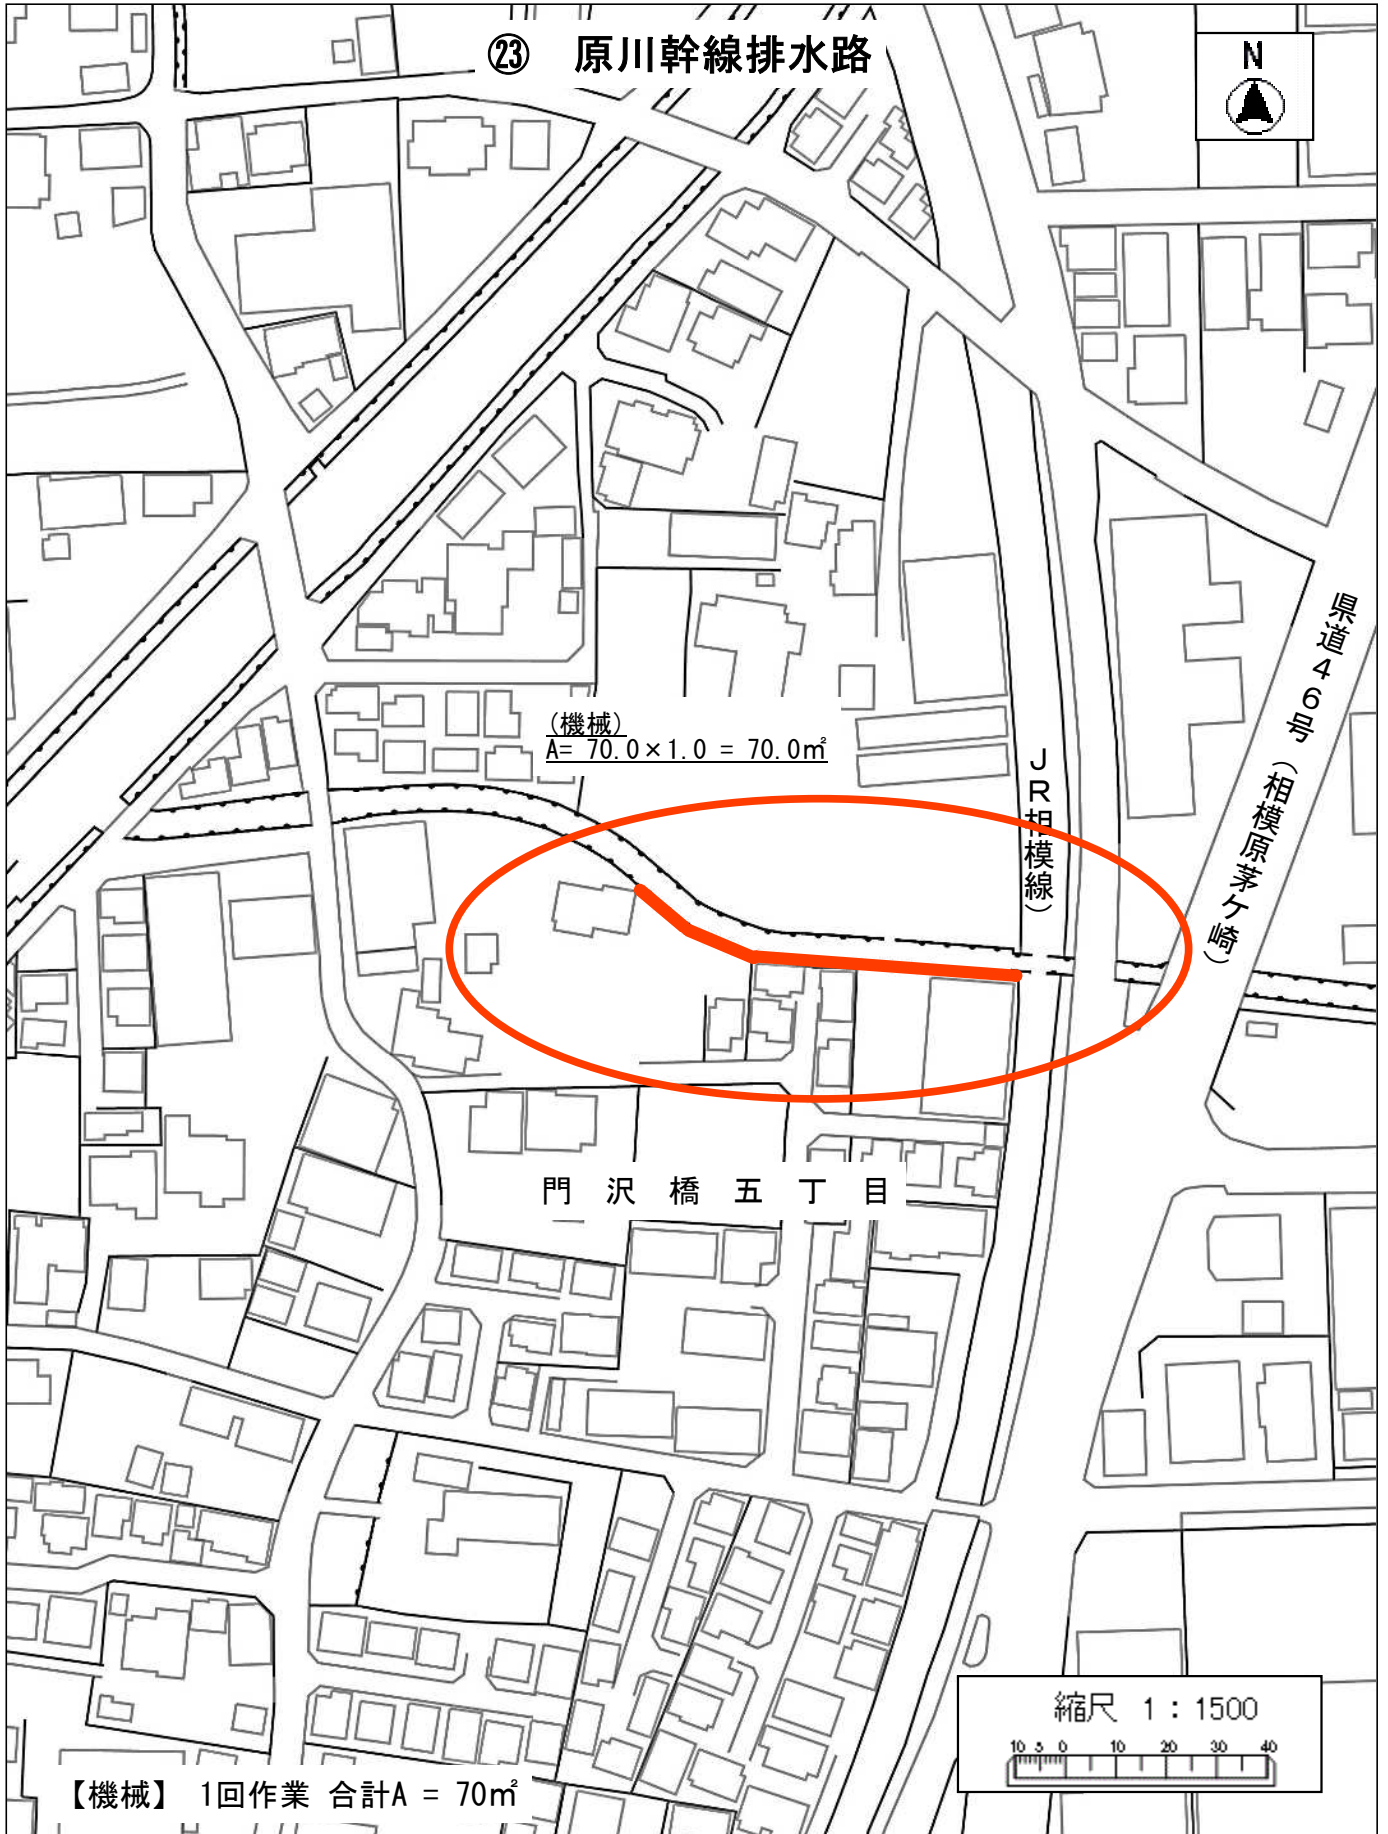 ㉓ 原川幹線排水路
N
県道46号(相模原茅ケ崎)
(機械)
A= 70.0×1.0 = 70.0㎡
JR相模線)
門沢橋五丁目
縮尺 1:1500
10 5 0 10 20 30 40
【機械】 1回作業 合計A = 70㎡